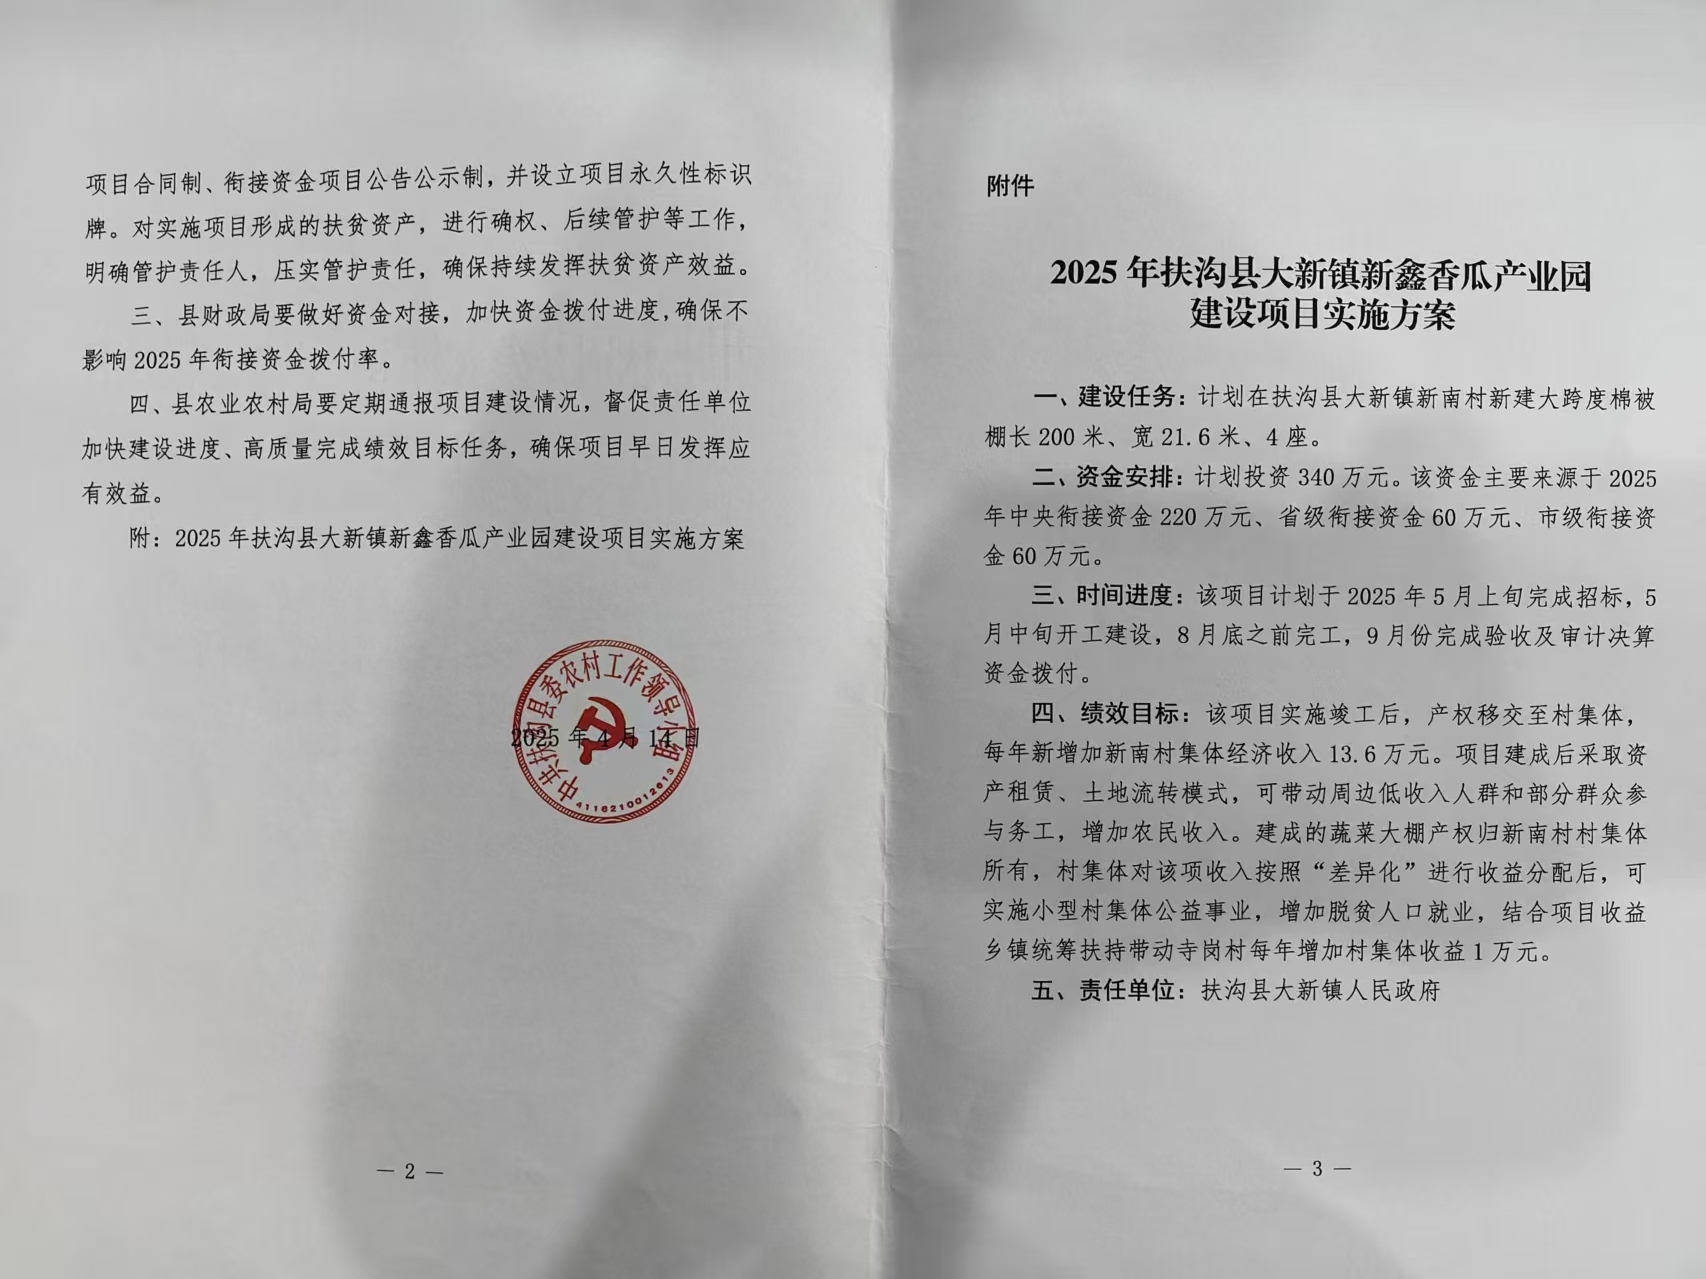 项目合同制、衔接资金项目公告公示制，并设立项目永久性标识
牌。对实施项目形成的扶贫资产，进行确权、后续管护等工作，
明确管护责任人，压实管护责任，确保持续发挥扶贫资产效益。
三、县财政局要做好资金对接，加快资金拨付进度,确保不
影响2025年衔接资金拨付率。
四、县农业农村局要定期通报项目建设情况，督促责任单位
加快建设进度、高质量完成绩效目标任务，确保项目早日发挥应
有效益。
附：2025年扶沟县大新镇新鑫香瓜产业园建设项目实施方案
中共扶沟县委农村工作领导小组
2025年4月14日
4116210012613
— 2 —
附件
2025年扶沟县大新镇新鑫香瓜产业园
建设项目实施方案
一、建设任务：计划在扶沟县大新镇新南村新建大跨度棉被
棚长200米、宽21.6米、4座。
二、资金安排：计划投资340万元。该资金主要来源于2025
年中央衔接资金220万元、省级衔接资金60万元、市级衔接资
金60万元。
三、时间进度：该项目计划于2025年5月上旬完成招标，5
月中旬开工建设，8月底之前完工，9月份完成验收及审计决算
资金拨付。
四、绩效目标：该项目实施竣工后，产权移交至村集体，
每年新增加新南村集体经济收入13.6万元。项目建成后采取资
产租赁、土地流转模式，可带动周边低收入人群和部分群众参
与务工，增加农民收入。建成的蔬菜大棚产权归新南村村集体
所有，村集体对该项收入按照“差异化”进行收益分配后，可
实施小型村集体公益事业，增加脱贫人口就业，结合项目收益
乡镇统筹扶持带动寺岗村每年增加村集体收益1万元。
五、责任单位：扶沟县大新镇人民政府
— 3 —